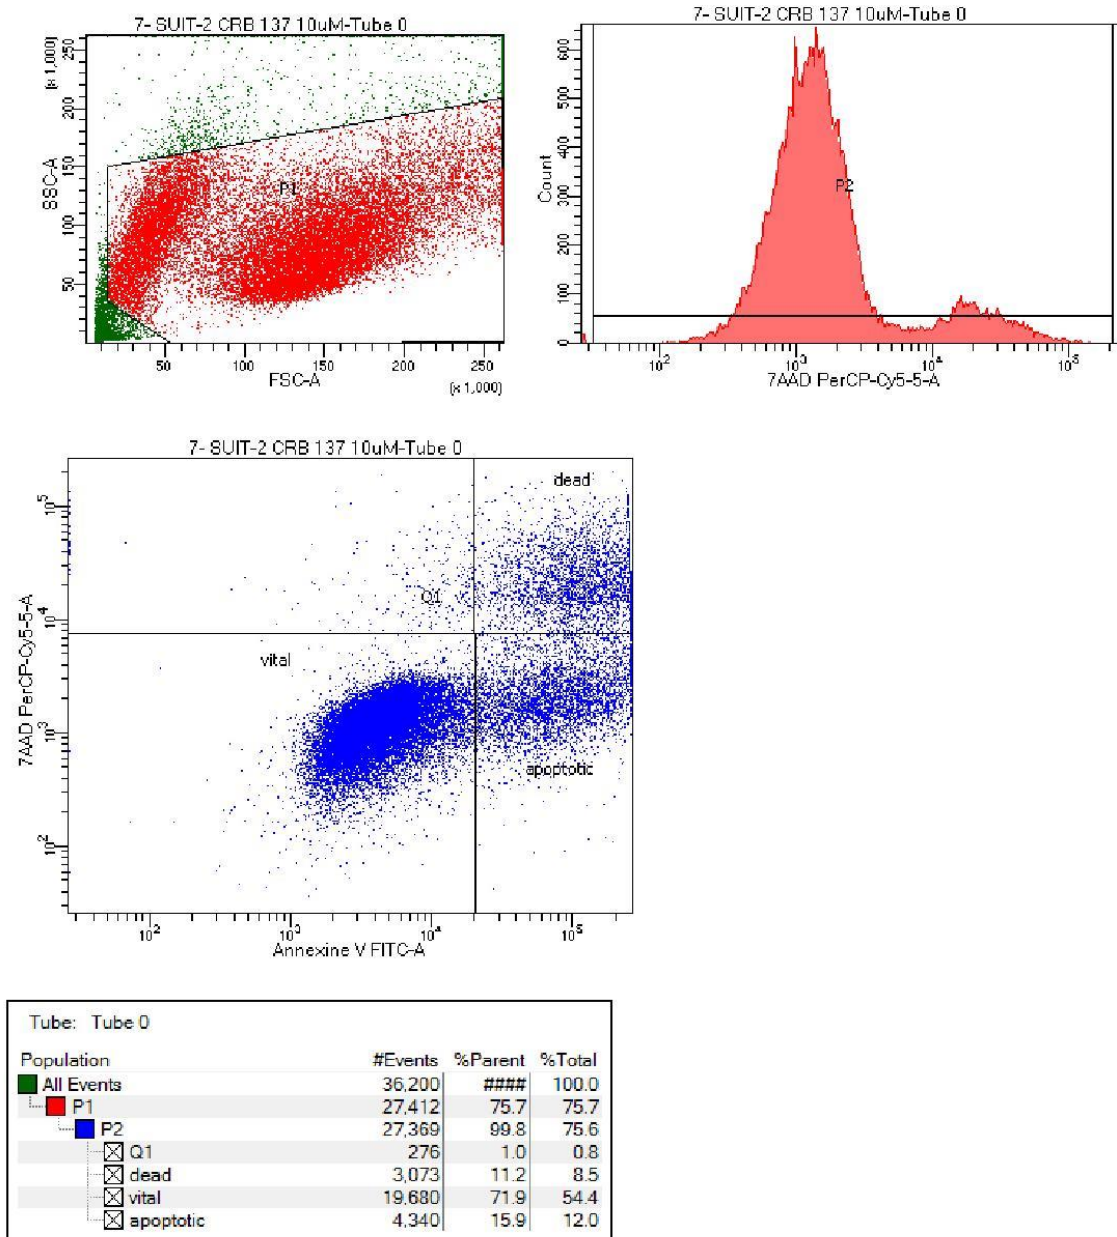 7- SUIT-2 CRB 137 10uM-Tube 0
(x 1,000)
SSC-A
250
200
150
100
50
P1
50 100 150 200 250
FSC-A
(x 1,000)
7- SUIT-2 CRB 137 10uM-Tube 0
Count
600
500
400
300
200
100
0
P2
10² 10³ 10⁴ 10⁵
7AAD PerCP-Cy5-5-A
7- SUIT-2 CRB 137 10uM-Tube 0
7AAD PerCP-Cy5-5-A
dead
10⁵
Q1
10⁴
vital
10³
apoptotic
10²
10² 10³ 10⁴ 10⁵
Annexine V FITC-A
Tube: Tube 0
Population #Events %Parent %Total
All Events 36,200 #### 100.0
P1 27,412 75.7 75.7
P2 27,369 99.8 75.6
Q1 276 1.0 0.8
dead 3,073 11.2 8.5
vital 19,680 71.9 54.4
apoptotic 4,340 15.9 12.0